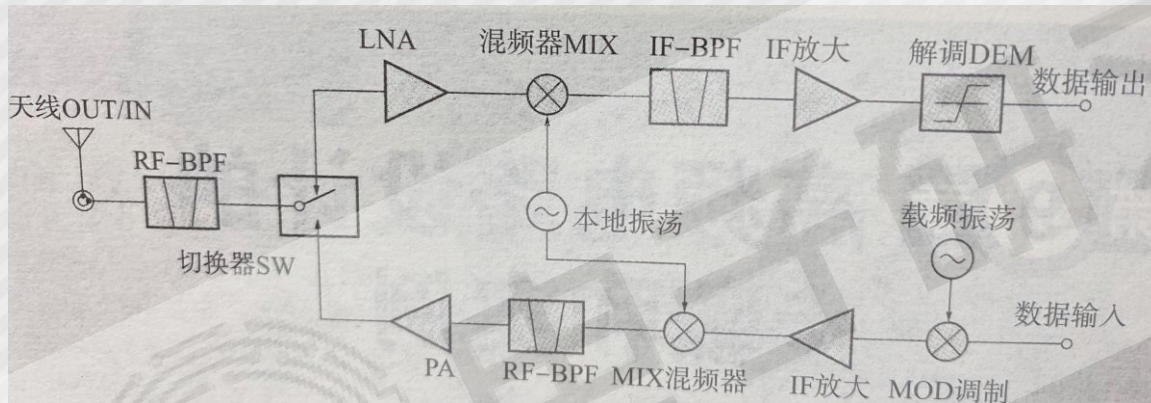 LNA
混频器MIX
IF-BPF
IF放大
解调DEM
数据输出
天线OUT/IN
RF-BPF
切换器SW
本地振荡
载频振荡
数据输入
PA
RF-BPF
MIX混频器
IF放大
MOD调制